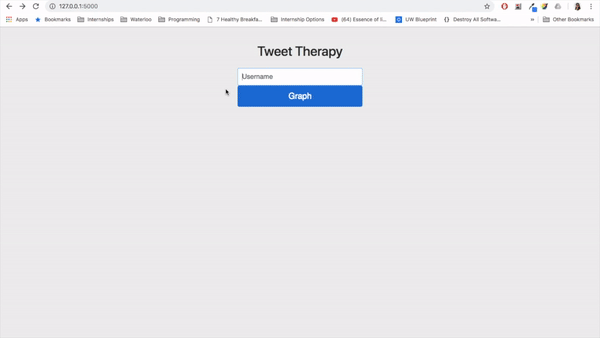 127.0.0.1:5000
Apps Bookmarks Internships Waterloo Programming 7 Healthy Breakfa... Internship Options (64) Essence of li... UW Blueprint {} Destroy All Softwa... » Other Bookmarks
Tweet Therapy
Username
Graph